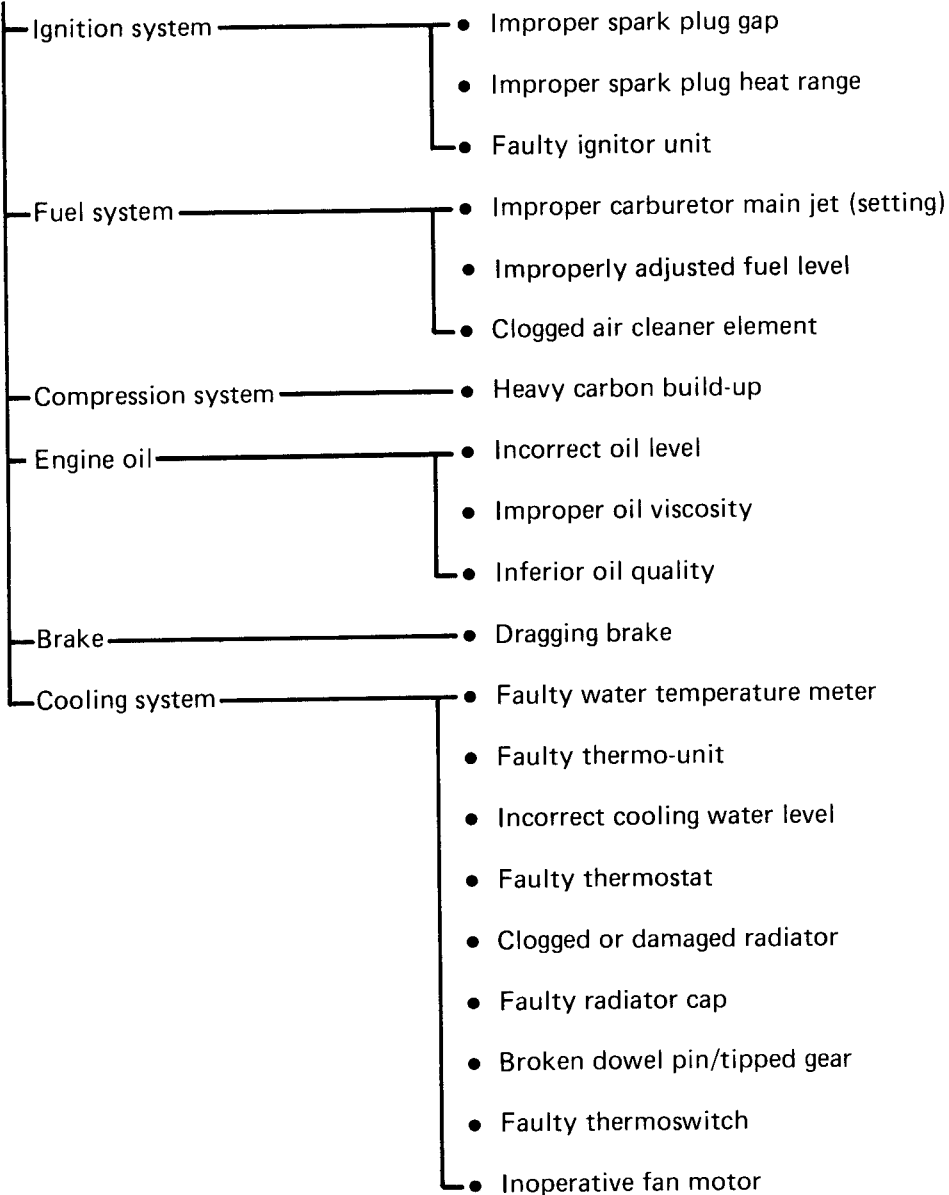 Ignition system
Improper spark plug gap
Improper spark plug heat range
Faulty ignitor unit
Fuel system
Improper carburetor main jet (setting)
Improperly adjusted fuel level
Clogged air cleaner element
Compression system
Heavy carbon build-up
Engine oil
Incorrect oil level
Improper oil viscosity
Inferior oil quality
Brake
Dragging brake
Cooling system
Faulty water temperature meter
Faulty thermo-unit
Incorrect cooling water level
Faulty thermostat
Clogged or damaged radiator
Faulty radiator cap
Broken dowel pin/tipped gear
Faulty thermoswitch
Inoperative fan motor